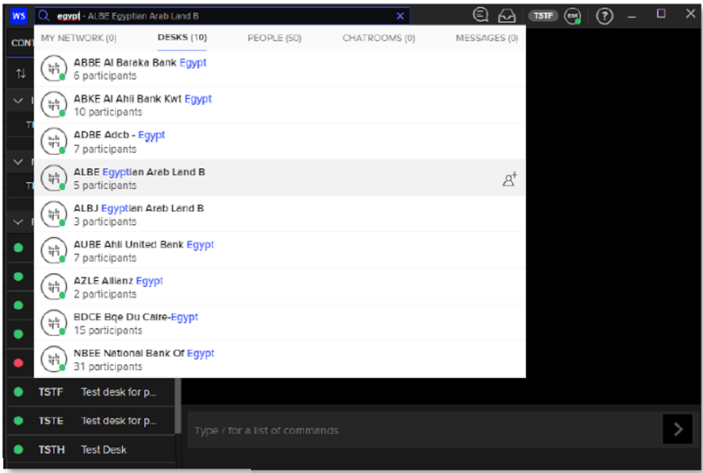 WS
egypt - ALBE Egyptian Arab Land B
TSTF
EM
MY NETWORK (0)
DESKS (10)
PEOPLE (50)
CHATROOMS (0)
MESSAGES (0)
CONT
ABBE Al Baraka Bank Egypt
6 participants
ABKE Al Ahli Bank Kwt Egypt
10 participants
ADBE Adcb - Egypt
7 participants
ALBE Egyptian Arab Land B
5 participants
ALBJ Egyptian Arab Land B
3 participants
AUBE Ahli United Bank Egypt
7 participants
AZLE Allianz Egypt
2 participants
BDCE Bqe Du Caire-Egypt
15 participants
NBEE National Bank Of Egypt
31 participants
TSTF Test desk for p...
TSTE Test desk for p...
TSTH Test Desk
Type / for a list of commands